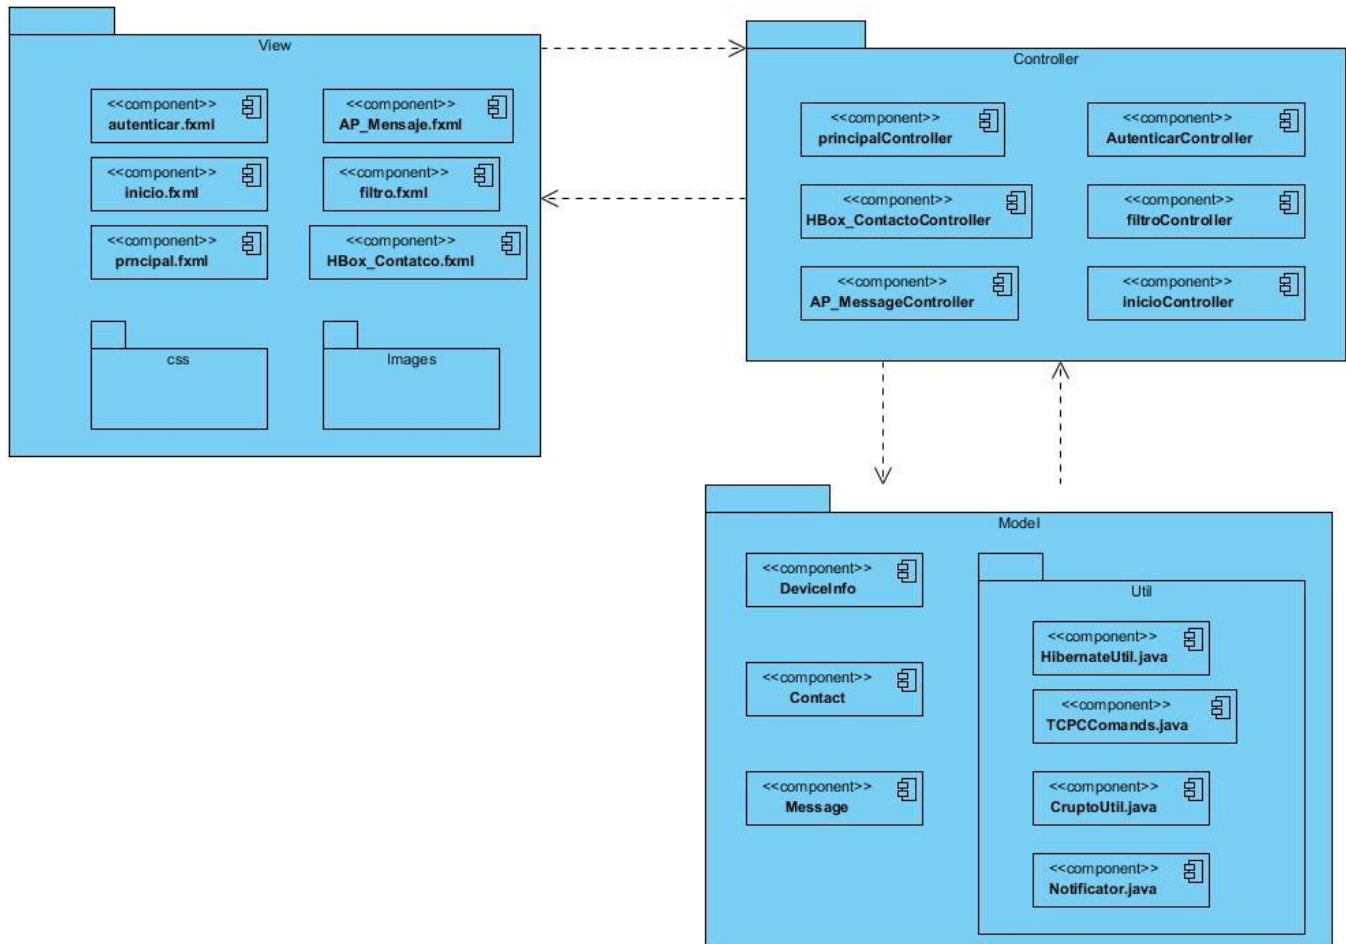 View
<<component>>
autenticar.fxml
<<component>>
AP_Mensaje.fxml
<<component>>
inicio.fxml
<<component>>
filtro.fxml
<<component>>
prncipal.fxml
<<component>>
HBox_Contatco.fxml
css
Images
Controller
<<component>>
principalController
<<component>>
AutenticarController
<<component>>
HBox_ContactoController
<<component>>
filtroController
<<component>>
AP_MessageController
<<component>>
inicioController
Model
<<component>>
DeviceInfo
<<component>>
Contact
<<component>>
Message
Util
<<component>>
HibernateUtil.java
<<component>>
TCPCComands.java
<<component>>
CruptoUtil.java
<<component>>
Notificator.java